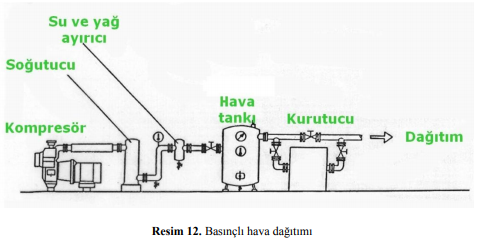 Su ve yağ
ayırıcı
Soğutucu
Kompresör
Hava
tankı
Kurutucu
Dağıtım
Resim 12. Basınçlı hava dağıtımı